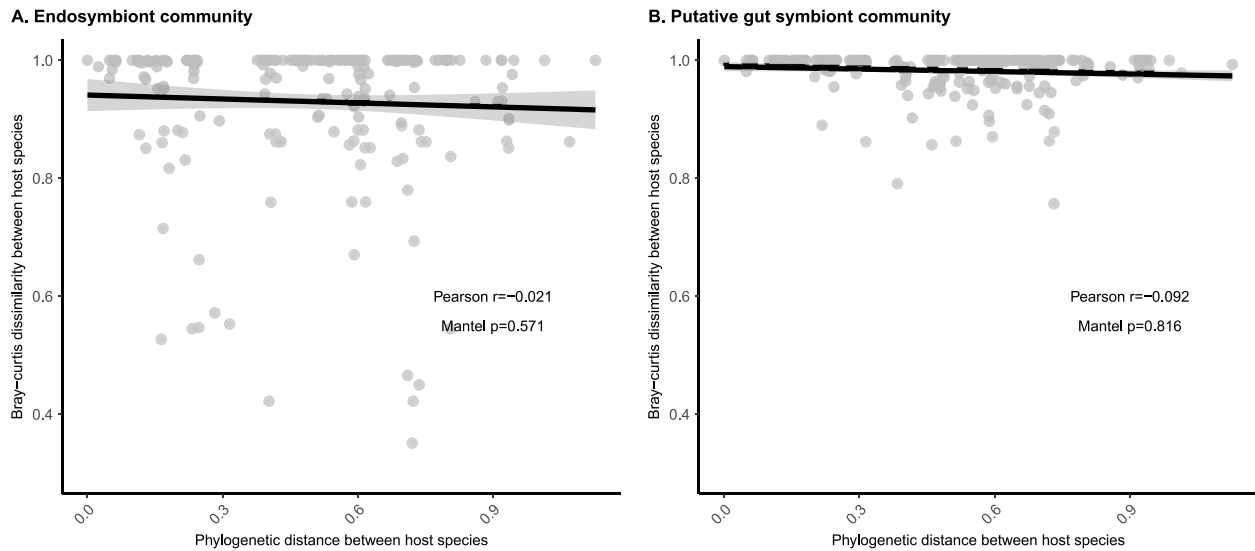 A. Endosymbiont community
Bray−curtis dissimilarity between host species
1.0
0.8
0.6
0.4
Pearson r=−0.021
Mantel p=0.571
0.0
0.3
0.6
0.9
Phylogenetic distance between host species
B. Putative gut symbiont community
Bray−curtis dissimilarity between host species
1.0
0.8
0.6
0.4
Pearson r=−0.092
Mantel p=0.816
0.0
0.3
0.6
0.9
Phylogenetic distance between host species